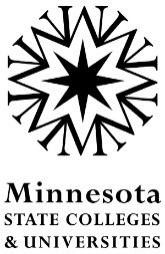 Minnesota
STATE COLLEGES
& UNIVERSITIES